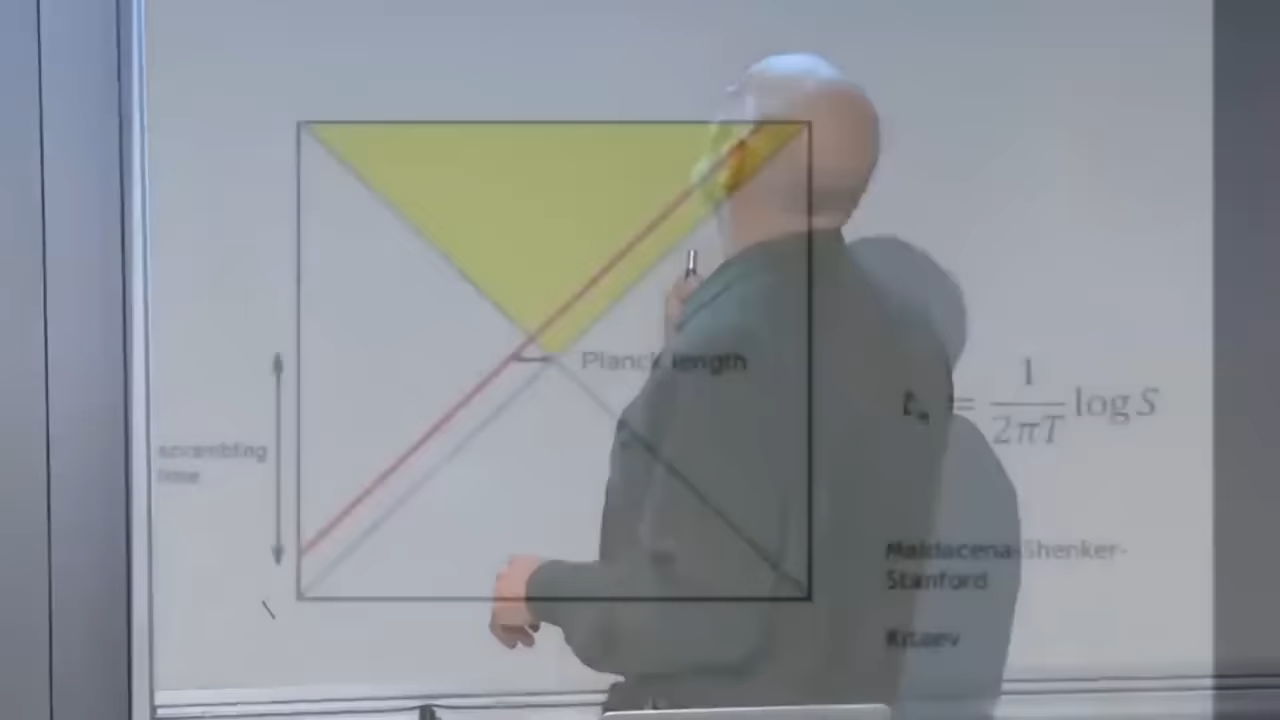 Planck length
scrambling
time
t* = 1/2πT log S
Maldacena-Shenker-
Stanford
Kitaev